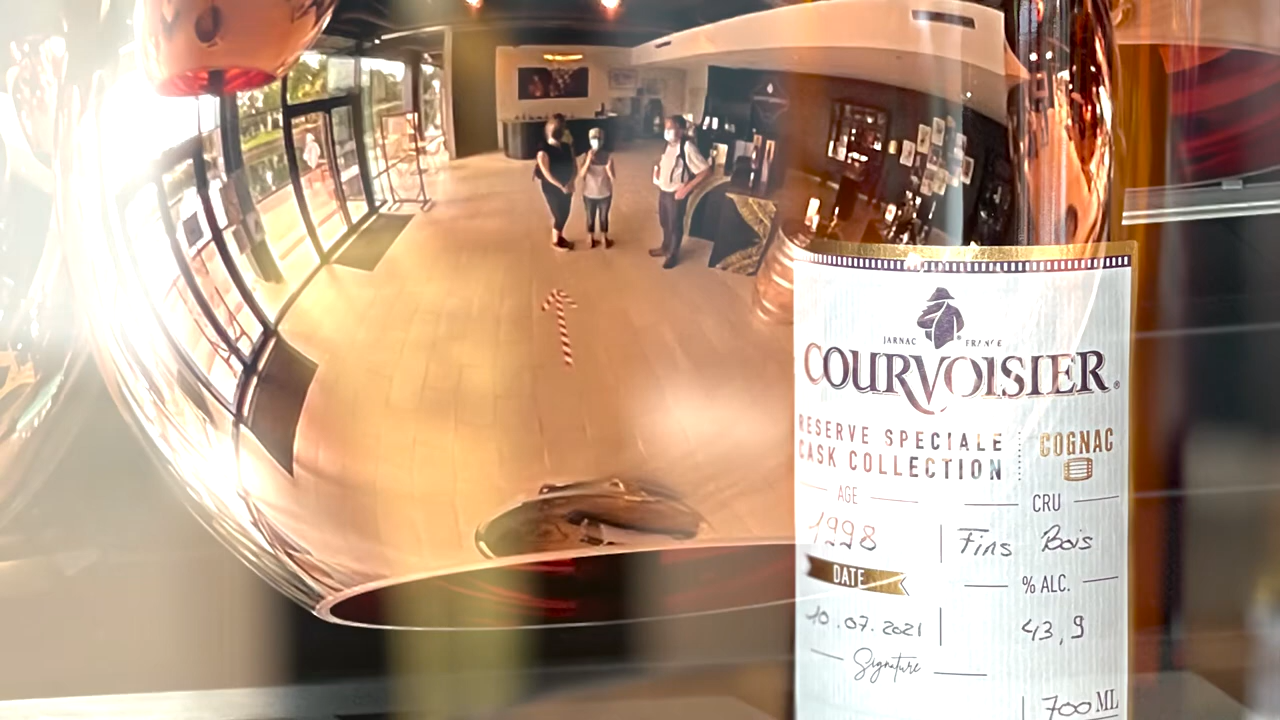 JARNAC FRANCE
COURVOISIER®
RESERVE SPECIALE
CASK COLLECTION
COGNAC
AGE
1998
CRU
Fins Bois
DATE
10.07.2021
% ALC.
43,9
Signature
700 ML